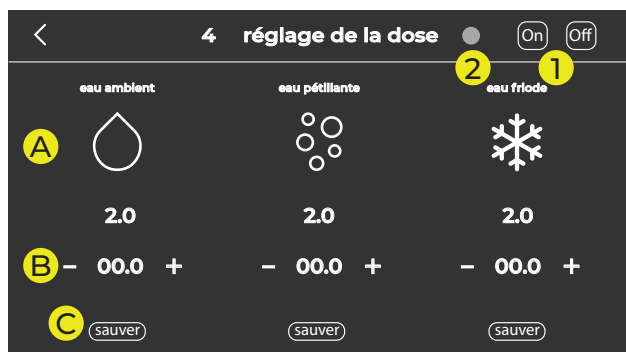 4 réglage de la dose On Off
2 1
eau ambient eau pétillante eau friode
A
2.0 2.0 2.0
B - 00.0 + - 00.0 + - 00.0 +
C sauver sauver sauver